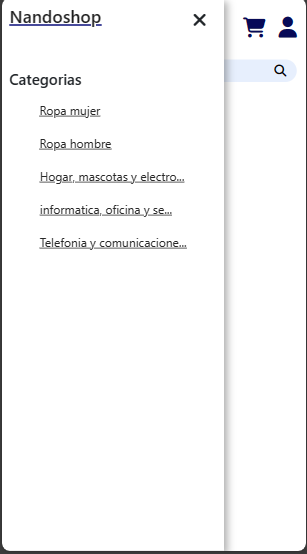 Nandoshop
Categorias
Ropa mujer
Ropa hombre
Hogar, mascotas y electro...
informatica, oficina y se...
Telefonia y comunicacione...